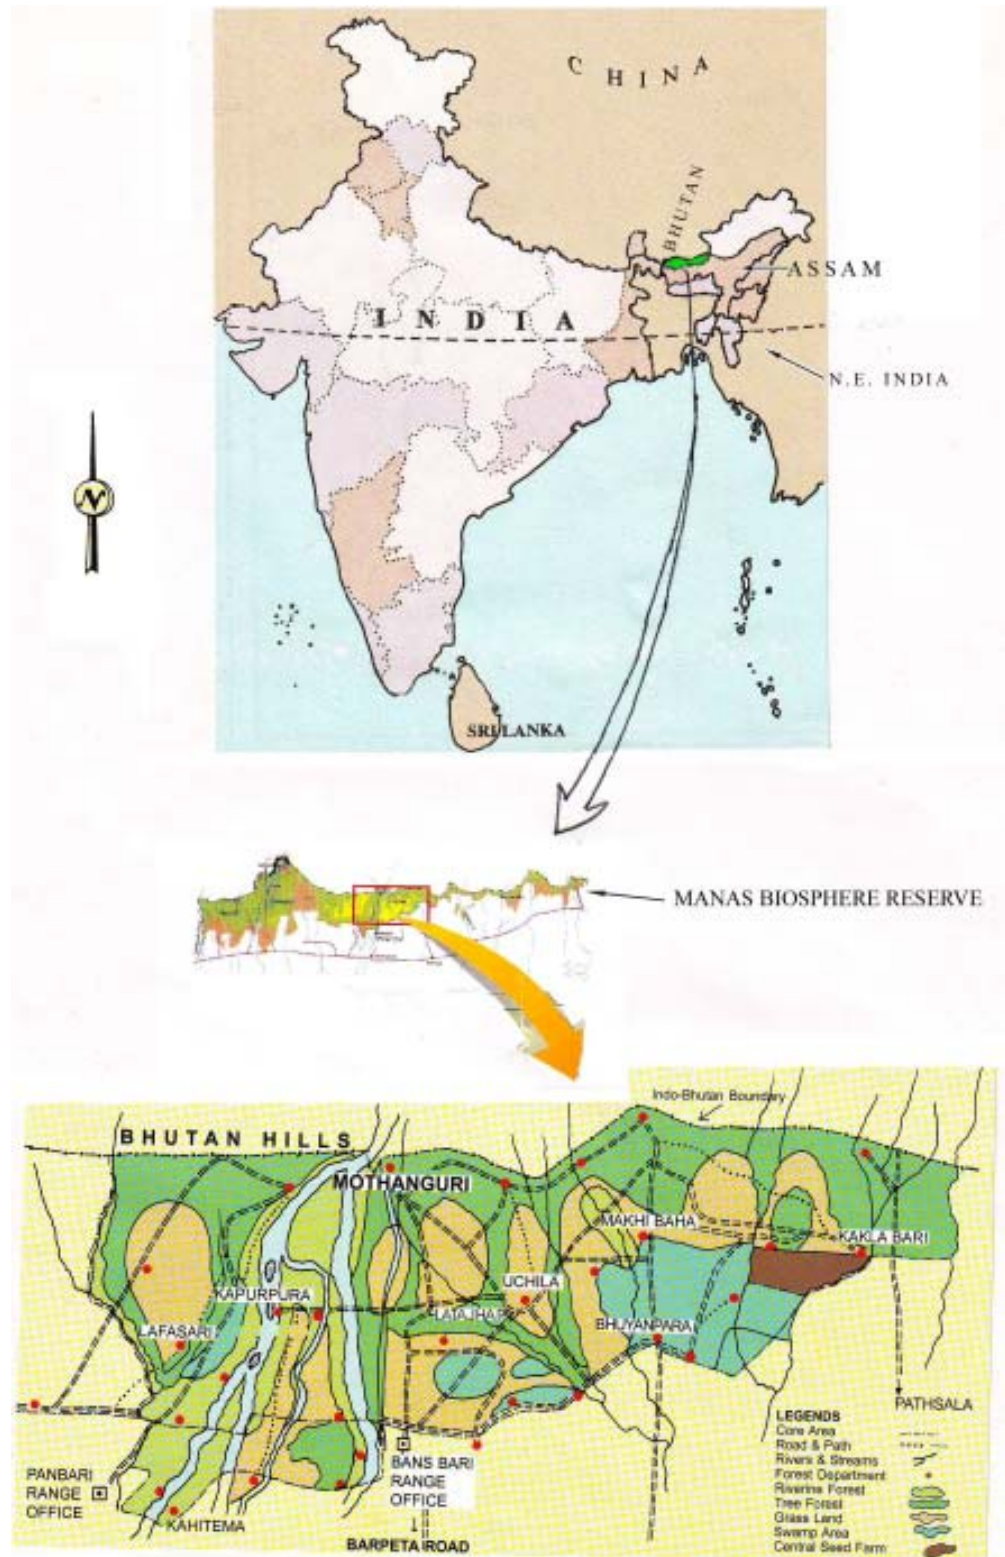 CHINA
BHUTAN
ASSAM
INDIA
N.E. INDIA
N
SRI LANKA
MANAS BIOSPHERE RESERVE
Indo-Bhutan Boundary
BHUTAN HILLS
MOTHANGURI
MAKHI BAHA
KAKLA BARI
UCHILA
KAPURPURA
BHUYANPARA
LAFASARI
PATHSALA
BANS BARI
RANGE
OFFICE
PANBARI
RANGE
OFFICE
KAHITEMA
BARPETA ROAD
LEGENDS
Core Area
Road & Path
Rivers & Streams
Forest Department
Riverine Forest
Tree Forest
Grass Land
Swamp Area
Central Seed Farm